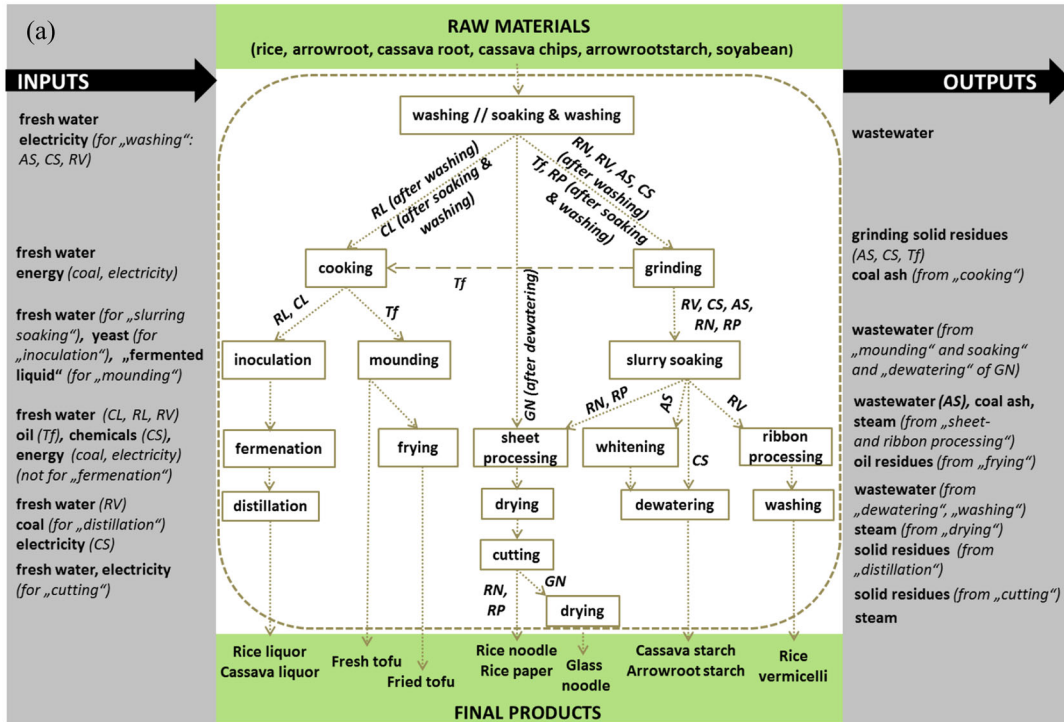 (a)
RAW MATERIALS
(rice, arrowroot, cassava root, cassava chips, arrowrootstarch, soyabean)
INPUTS
OUTPUTS
fresh water
electricity (for „washing“:
AS, CS, RV)
fresh water
energy (coal, electricity)
fresh water (for „slurring
soaking“), yeast (for
„inoculation“), „fermented
liquid“ (for „mounding“)
fresh water (CL, RL, RV)
oil (Tf), chemicals (CS),
energy (coal, electricity)
(not for „fermenation“)
fresh water (RV)
coal (for „distillation“)
electricity (CS)
fresh water, electricity
(for „cutting“)
washing // soaking & washing
RL (after washing)
CL (after soaking &
washing)
RN, RV, AS, CS
(after washing)
Tf, RP (after soaking
& washing)
cooking
grinding
Tf
GN (after dewatering)
RL, CL
Tf
RV, CS, AS,
RN, RP
inoculation
mounding
slurry soaking
RN, RP
AS
RV
CS
fermenation
frying
sheet
processing
whitening
ribbon
processing
distillation
drying
dewatering
washing
cutting
RN,
RP
GN
drying
wastewater
grinding solid residues
(AS, CS, Tf)
coal ash (from „cooking“)
wastewater (from
„mounding“ and soaking“
and „dewatering“ of GN)
wastewater (AS), coal ash,
steam (from „sheet-
and ribbon processing“)
oil residues (from „frying“)
wastewater (from
„dewatering“, „washing“)
steam (from „drying“)
solid residues (from
„distillation“)
solid residues (from „cutting“)
steam
Rice liquor
Cassava liquor
Fresh tofu
Fried tofu
Rice noodle
Rice paper
Glass
noodle
Cassava starch
Arrowroot starch
Rice
vermicelli
FINAL PRODUCTS